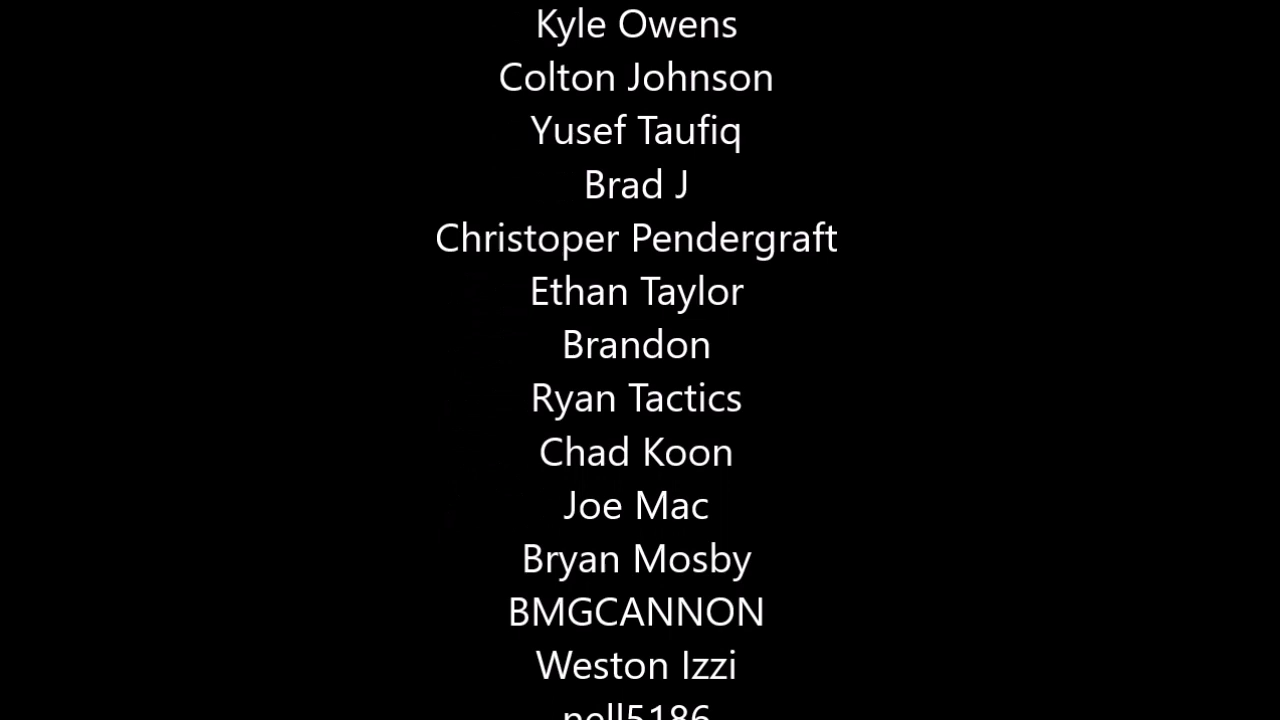 Kyle Owens
Colton Johnson
Yusef Taufiq
Brad J
Christoper Pendergraft
Ethan Taylor
Brandon
Ryan Tactics
Chad Koon
Joe Mac
Bryan Mosby
BMGCANNON
Weston Izzi
nell5186